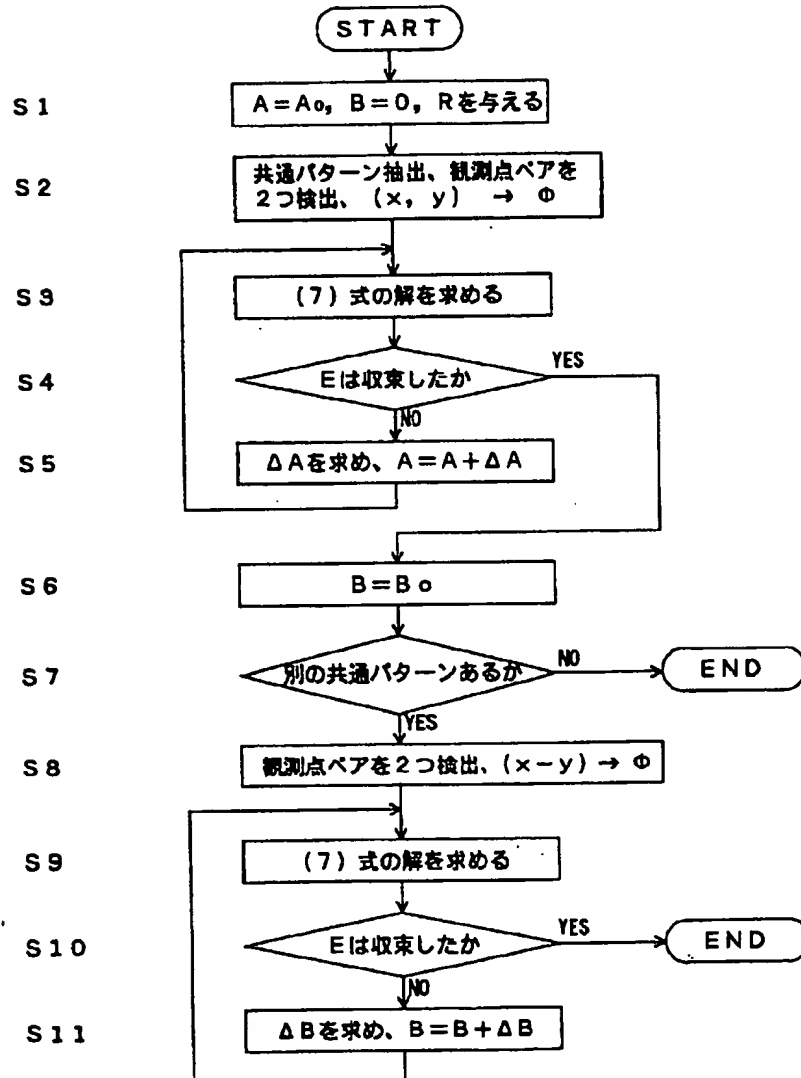 START
S1
A=Ao, B=0, Rを与える
S2
共通パターン抽出、観測点ペアを
2つ検出、(x, y) → Φ
S3
(7)式の解を求める
S4
Eは収束したか
YES
NO
S5
ΔAを求め、A=A+ΔA
S6
B=Bo
S7
別の共通パターンあるか
NO
END
YES
S8
観測点ペアを2つ検出、(x-y)→ Φ
S9
(7)式の解を求める
S10
Eは収束したか
YES
END
NO
S11
ΔBを求め、B=B+ΔB